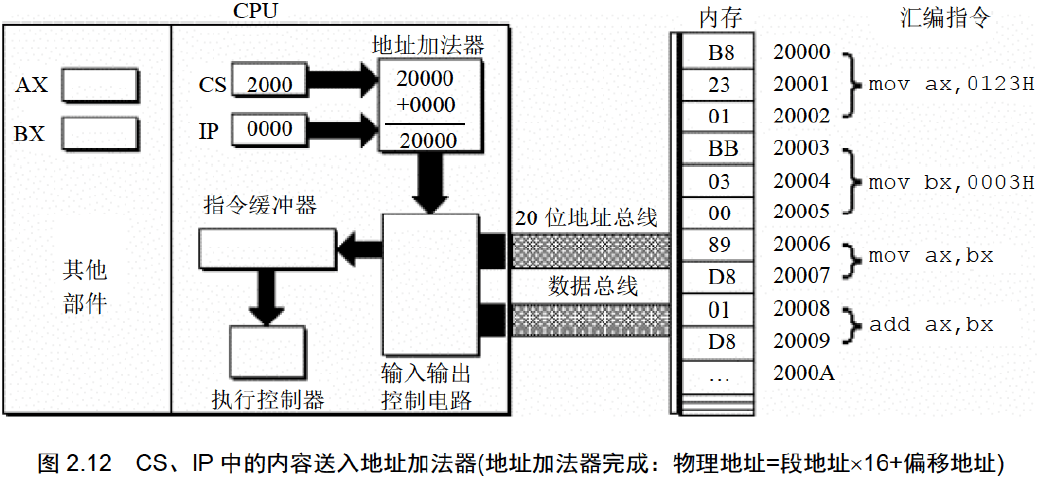 CPU
内存
汇编指令
地址加法器
AX
BX
CS
2000
IP
0000
20000
+0000
20000
指令缓冲器
其他
部件
执行控制器
输入输出
控制电路
20 位地址总线
数据总线
B8 20000
23 20001
01 20002
mov ax,0123H
BB 20003
03 20004
00 20005
mov bx,0003H
89 20006
D8 20007
mov ax,bx
01 20008
D8 20009
add ax,bx
… 2000A
图 2.12 CS、IP 中的内容送入地址加法器(地址加法器完成：物理地址=段地址×16+偏移地址)